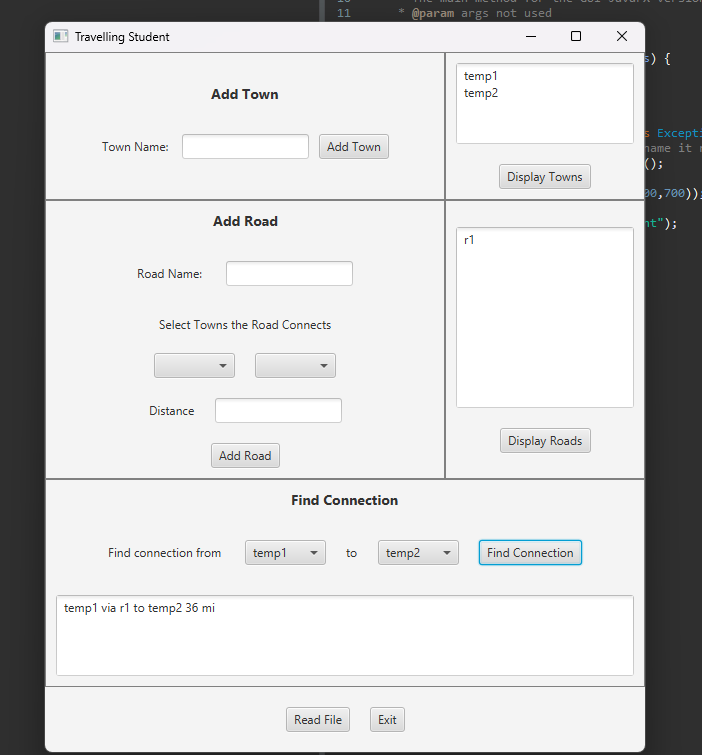 10 The main method for the GUI JavaFX version
11 * @param args not used
Travelling Student
) {
Add Town
temp1
temp2
Town Name:
Add Town
Display Towns
Excepti
name it
();
00,700));
nt");
Add Road
r1
Road Name:
Select Towns the Road Connects
Distance
Add Road
Display Roads
Find Connection
Find connection from temp1 to temp2 Find Connection
temp1 via r1 to temp2 36 mi
Read File Exit